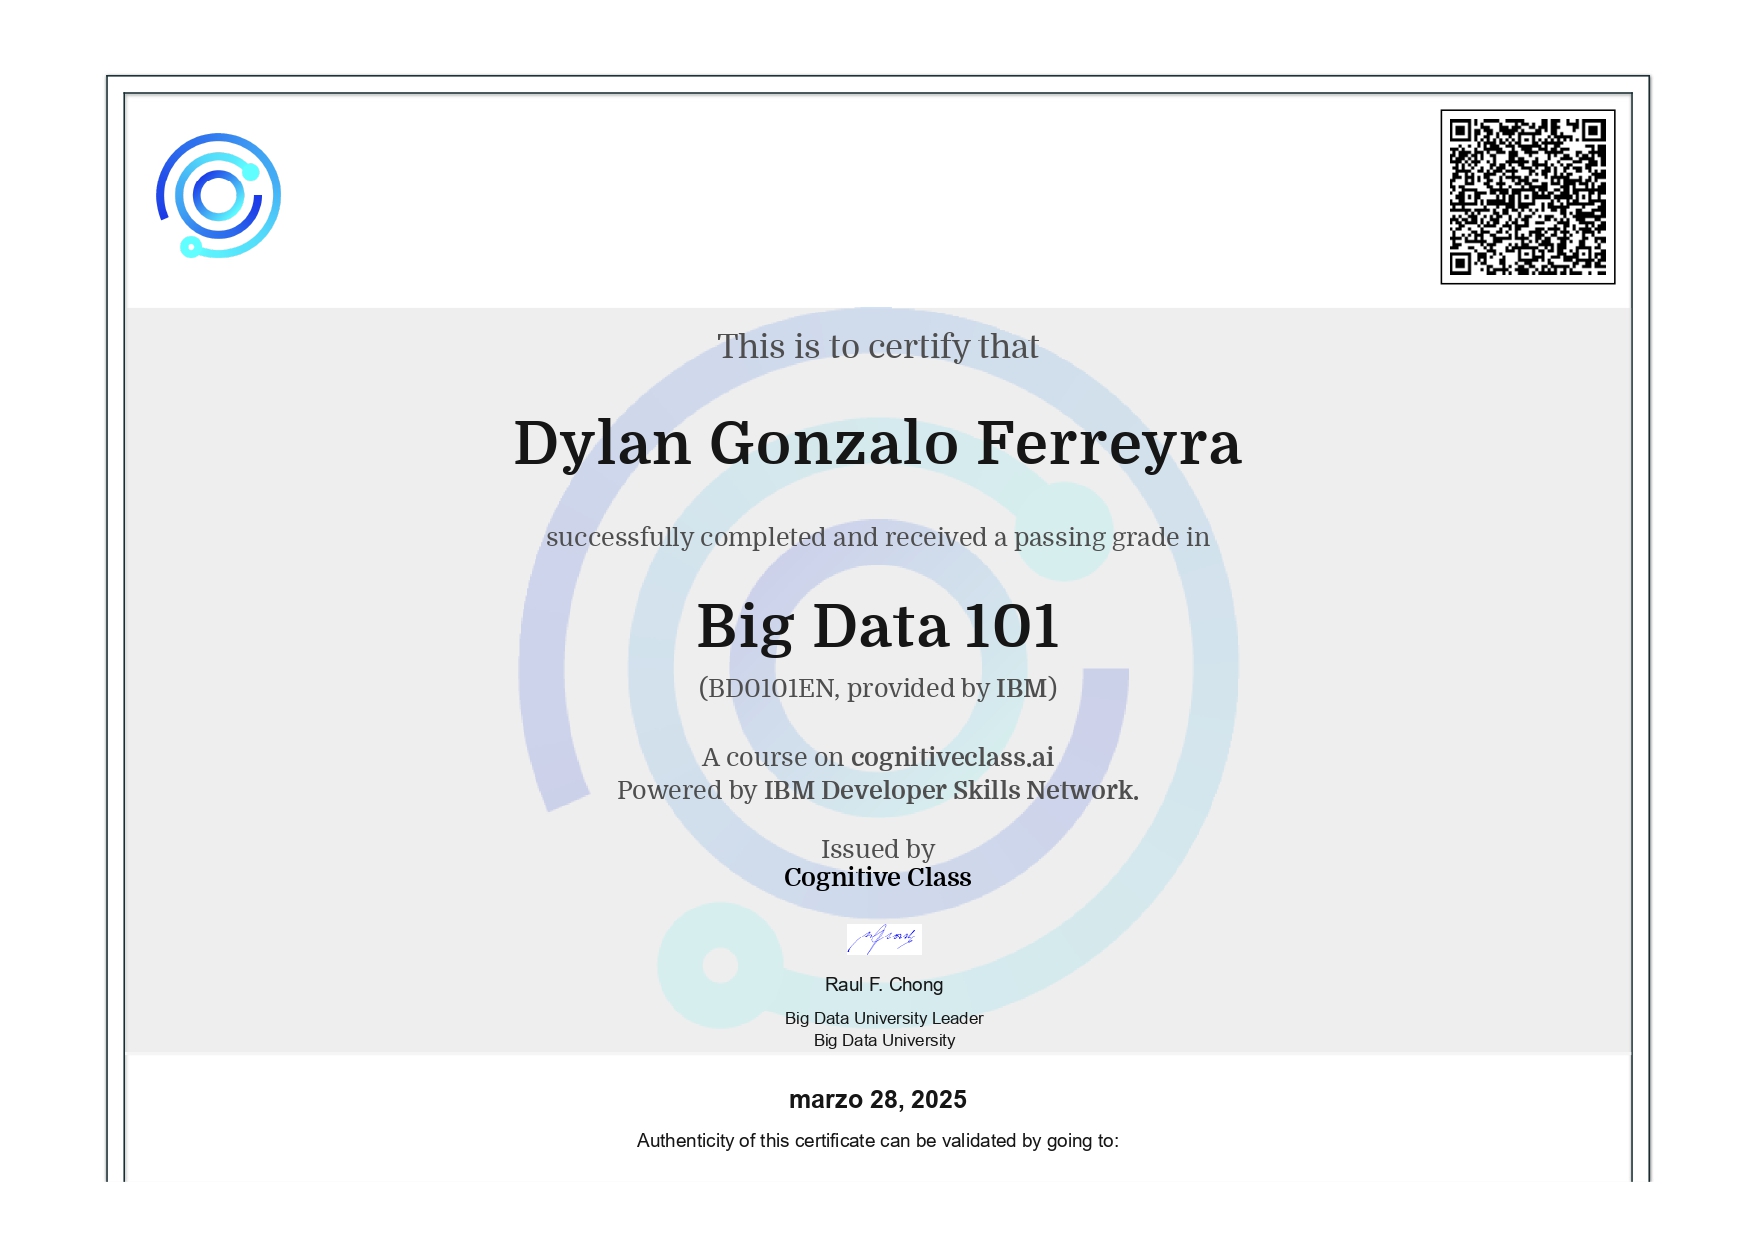 This is to certify that
Dylan Gonzalo Ferreyra
successfully completed and received a passing grade in
Big Data 101
(BD0101EN, provided by IBM)
A course on cognitiveclass.ai
Powered by IBM Developer Skills Network.
Issued by
Cognitive Class
Raul F. Chong
Big Data University Leader
Big Data University
marzo 28, 2025
Authenticity of this certificate can be validated by going to: